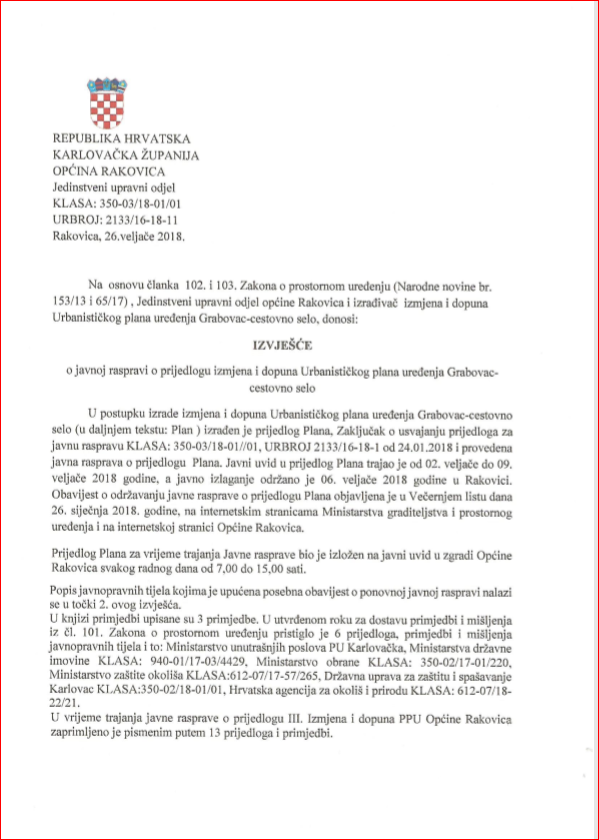 REPUBLIKA HRVATSKA
KARLOVAČKA ŽUPANIJA
OPĆINA RAKOVICA
Jedinstveni upravni odjel
KLASA: 350-03/18-01/01
URBROJ: 2133/16-18-11
Rakovica, 26.veljače 2018.
Na osnovu članka 102. i 103. Zakona o prostornom uređenju (Narodne novine br.
153/13 i 65/17) , Jedinstveni upravni odjel općine Rakovica i izrađivač izmjena i dopuna
Urbanističkog plana uređenja Grabovac-cestovno selo, donosi:
IZVJEŠĆE
o javnoj raspravi o prijedlogu izmjena i dopuna Urbanističkog plana uređenja Grabovac-
cestovno selo
U postupku izrade izmjena i dopuna Urbanističkog plana uređenja Grabovac-cestovno
selo (u daljnjem tekstu: Plan ) izrađen je prijedlog Plana, Zaključak o usvajanju prijedloga za
javnu raspravu KLASA: 350-03/18-01//01, URBROJ 2133/16-18-1 od 24.01.2018 i provedena
javna rasprava o prijedlogu Plana. Javni uvid u prijedlog Plana trajao je od 02. veljače do 09.
veljače 2018 godine, a javno izlaganje održano je 06. veljače 2018 godine u Rakovici.
Obavijest o održavanju javne rasprave o prijedlogu Plana objavljena je u Večernjem listu dana
26. siječnja 2018. godine, na internetskim stranicama Ministarstva graditeljstva i prostornog
uređenja i na internetskoj stranici Općine Rakovica.
Prijedlog Plana za vrijeme trajanja Javne rasprave bio je izložen na javni uvid u zgradi Općine
Rakovica svakog radnog dana od 7,00 do 15,00 sati.
Popis javnopravnih tijela kojima je upućena posebna obavijest o ponovnoj javnoj raspravi nalazi
se u točki 2. ovog izvješća.
U knjizi primjedbi upisane su 3 primjedbe. U utvrđenom roku za dostavu primjedbi i mišljenja
iz čl. 101. Zakona o prostornom uređenju pristiglo je 6 prijedloga, primjedbi i mišljenja
javnopravnih tijela i to: Ministarstvo unutrašnjih poslova PU Karlovačka, Ministarstva državne
imovine KLASA: 940-01/17-03/4429, Ministarstvo obrane KLASA: 350-02/17-01/220,
Ministarstvo zaštite okoliša KLASA:612-07/17-57/265, Državna uprava za zaštitu i spašavanje
Karlovac KLASA:350-02/18-01/01, Hrvatska agencija za okoliš i prirodu KLASA: 612-07/18-
22/21.
U vrijeme trajanja javne rasprave o prijedlogu III. Izmjena i dopuna PPU Općine Rakovica
zaprimljeno je pismenim putem 13 prijedloga i primjedbi.